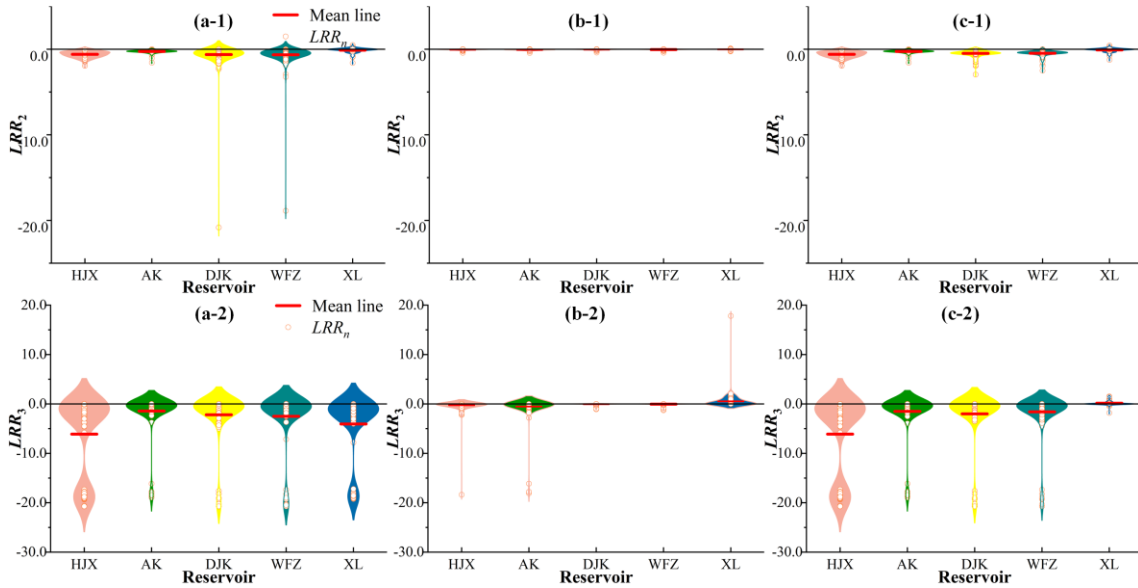 (a-1)
Mean line
LRRn
(b-1)
(c-1)
0.0
10.0
-20.0
LRR2
HJX AK DJK WFZ XL
Reservoir
0.0
10.0
-20.0
LRR2
HJX AK DJK WFZ XL
Reservoir
0.0
10.0
-20.0
LRR2
HJX AK DJK WFZ XL
Reservoir
(a-2)
Mean line
LRRn
20.0
10.0
0.0
-10.0
-20.0
-30.0
LRR3
HJX AK DJK WFZ XL
Reservoir
(b-2)
20.0
10.0
0.0
-10.0
-20.0
-30.0
LRR3
HJX AK DJK WFZ XL
Reservoir
(c-2)
20.0
10.0
0.0
-10.0
-20.0
-30.0
LRR3
HJX AK DJK WFZ XL
Reservoir